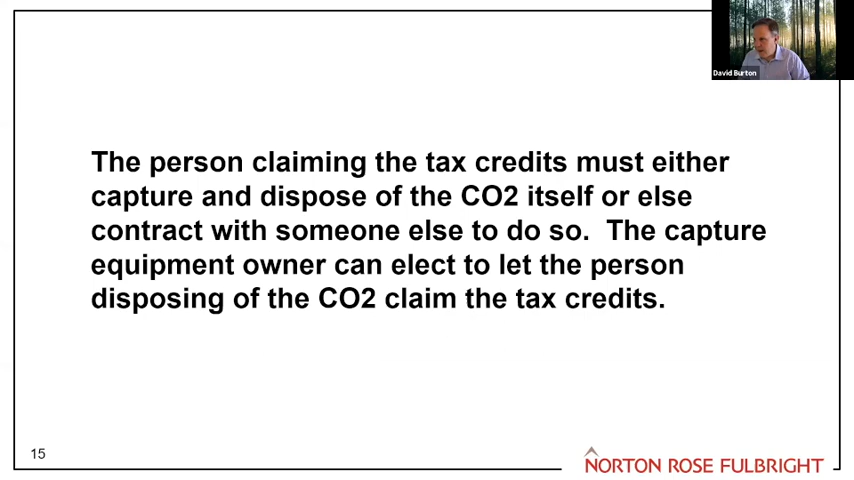 David Burton
The person claiming the tax credits must either
capture and dispose of the CO2 itself or else
contract with someone else to do so.  The capture
equipment owner can elect to let the person
disposing of the CO2 claim the tax credits.
15
NORTON ROSE FULBRIGHT